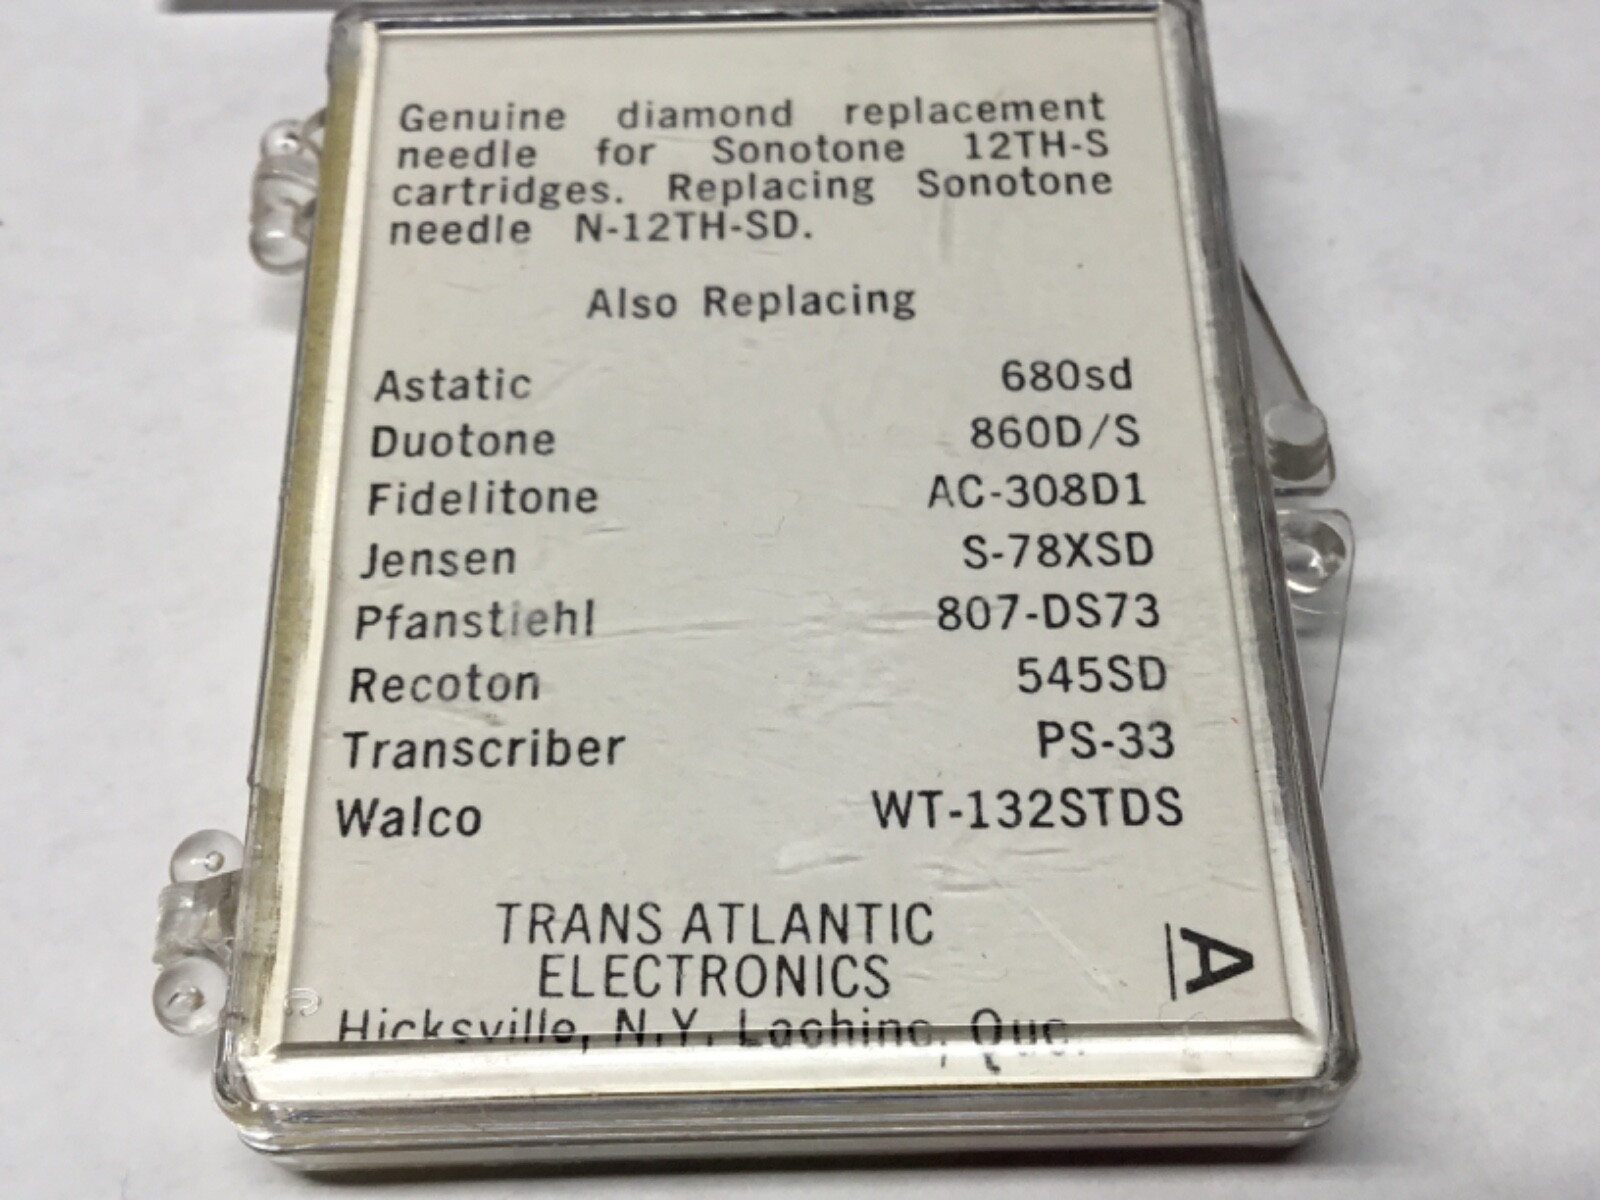 Genuine diamond replacement
needle for Sonotone 12TH-S
cartridges. Replacing Sonotone
needle N-12TH-SD.
Also Replacing
Astatic 680sd
Duotone 860D/S
Fidelitone AC-308D1
Jensen S-78XSD
Pfanstiehl 807-DS73
Recoton 545SD
Transcriber PS-33
Walco WT-132STDS
TRANS ATLANTIC
ELECTRONICS
Hicksville, N.Y. Lachine, Que.
A